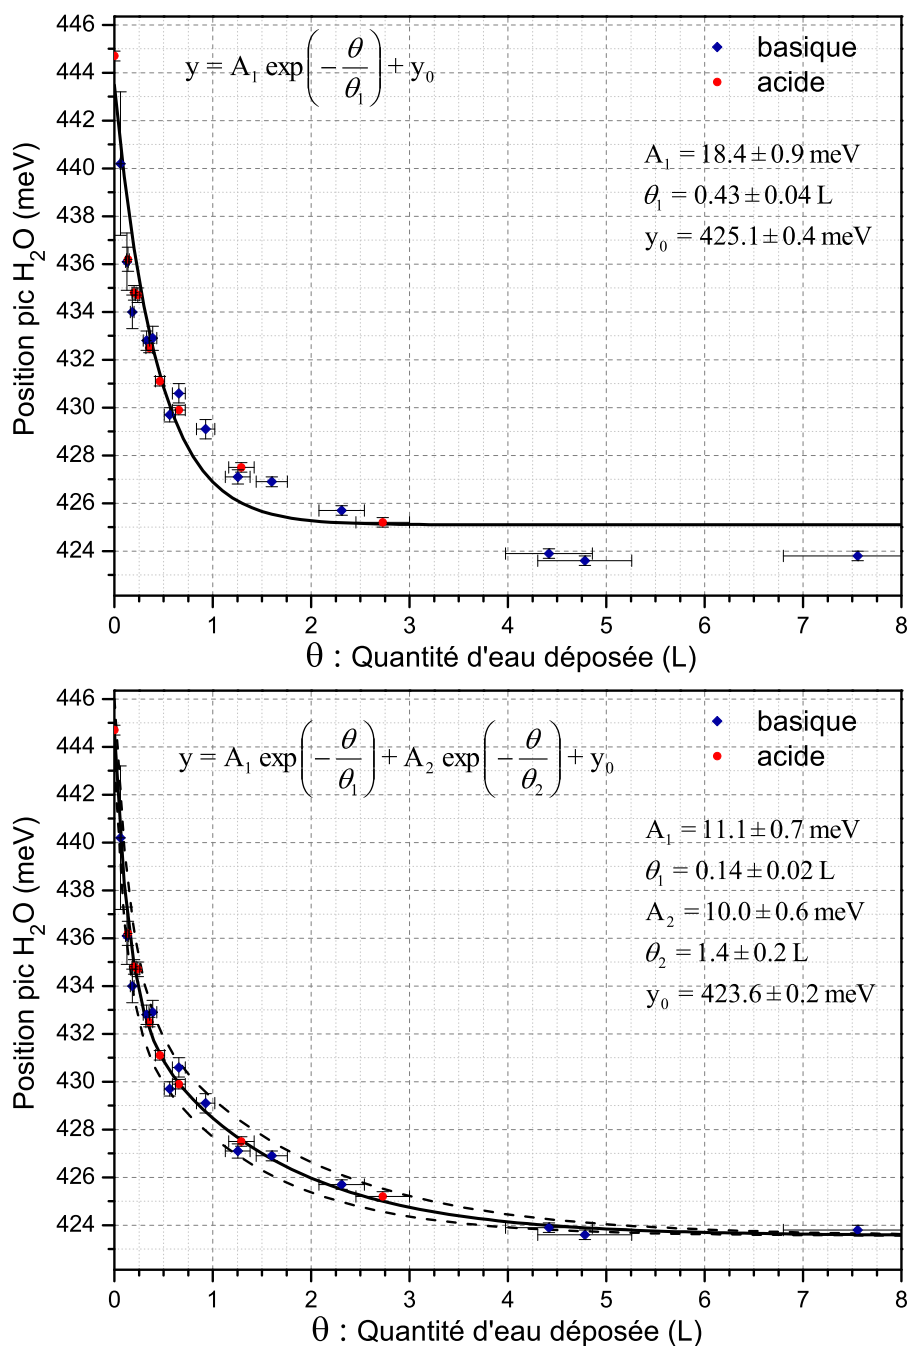 446
444
442
440
438
436
434
432
430
428
426
424
Position pic H₂O (meV)
y = A₁ exp(−θ/θ₁) + y₀
basique
acide
A₁ = 18.4 ± 0.9 meV
θ₁ = 0.43 ± 0.04 L
y₀ = 425.1 ± 0.4 meV
0 1 2 3 4 5 6 7 8
θ : Quantité d'eau déposée (L)
446
444
442
440
438
436
434
432
430
428
426
424
Position pic H₂O (meV)
y = A₁ exp(−θ/θ₁) + A₂ exp(−θ/θ₂) + y₀
basique
acide
A₁ = 11.1 ± 0.7 meV
θ₁ = 0.14 ± 0.02 L
A₂ = 10.0 ± 0.6 meV
θ₂ = 1.4 ± 0.2 L
y₀ = 423.6 ± 0.2 meV
0 1 2 3 4 5 6 7 8
θ : Quantité d'eau déposée (L)